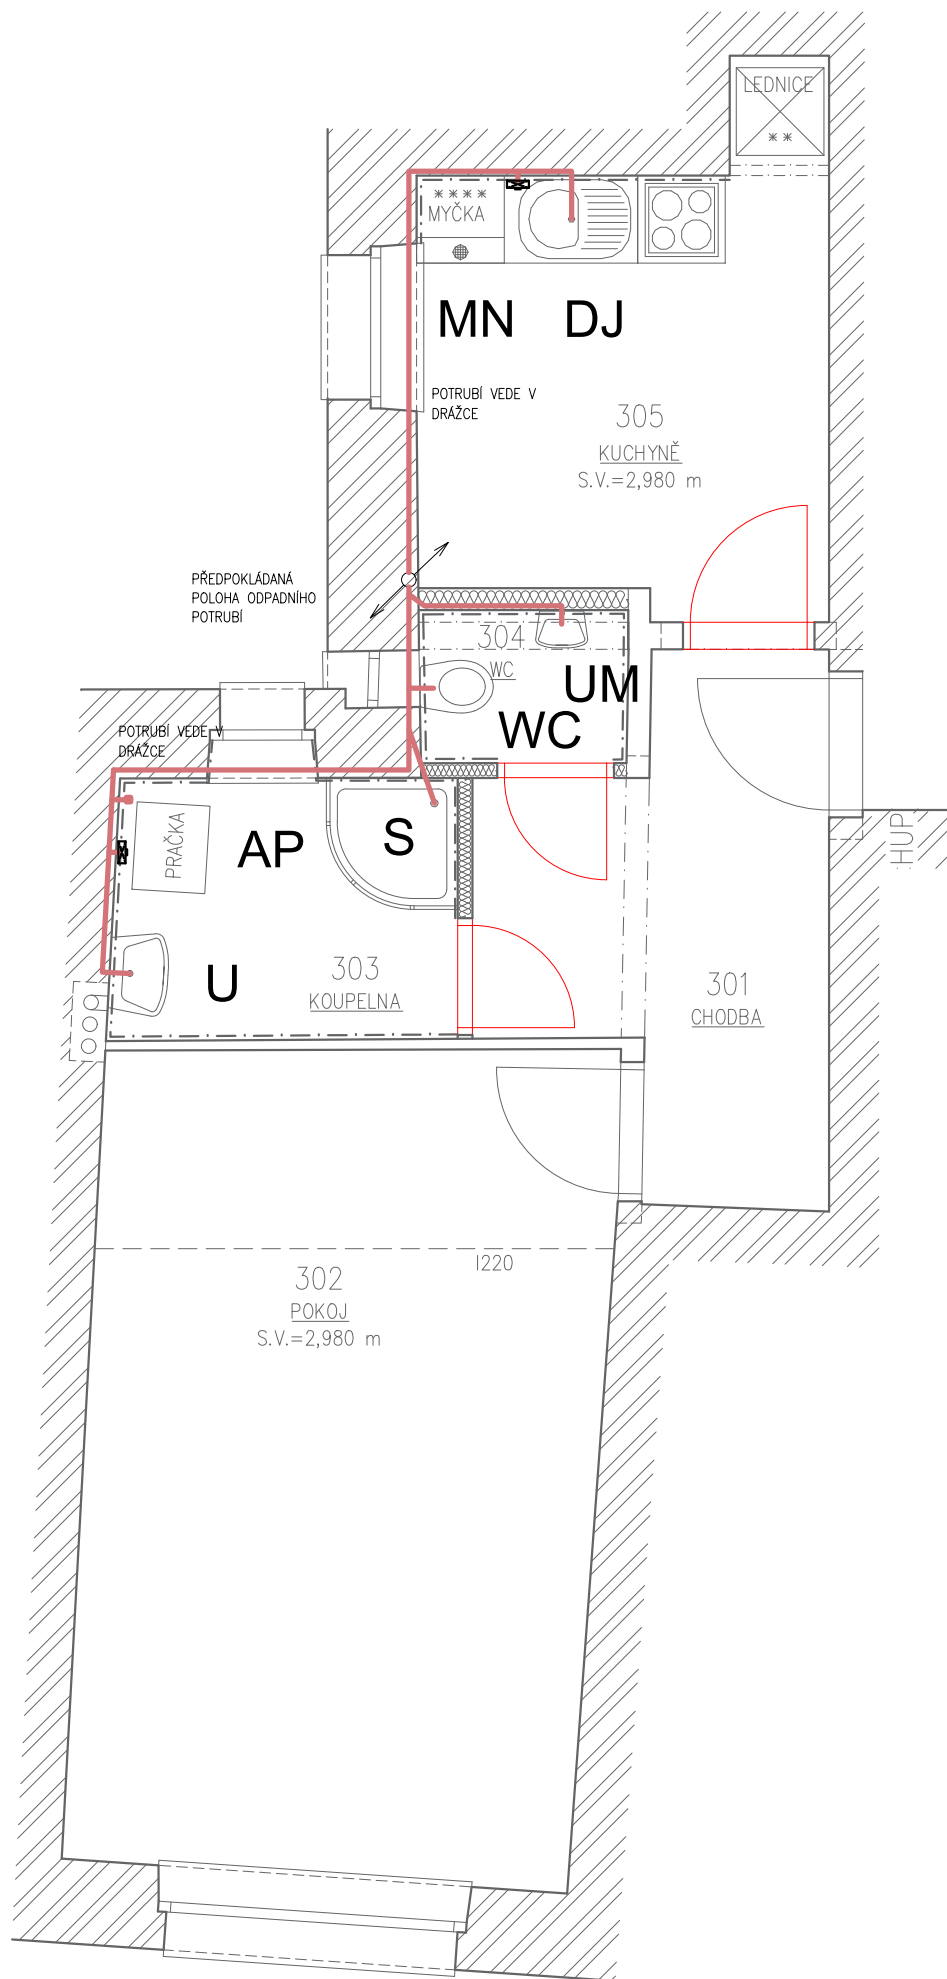 LEDNICE
** 
****
MYČKA
MN DJ
POTRUBÍ VEDE V
DRÁŽCE
305
KUCHYNĚ
S.V.=2,980 m
PŘEDPOKLÁDANÁ
POLOHA ODPADNÍHO
POTRUBÍ
304
WC
UM
WC
POTRUBÍ VEDE V
DRÁŽCE
PRAČKA
AP
S
HUP
U
303
KOUPELNA
301
CHODBA
I220
302
POKOJ
S.V.=2,980 m